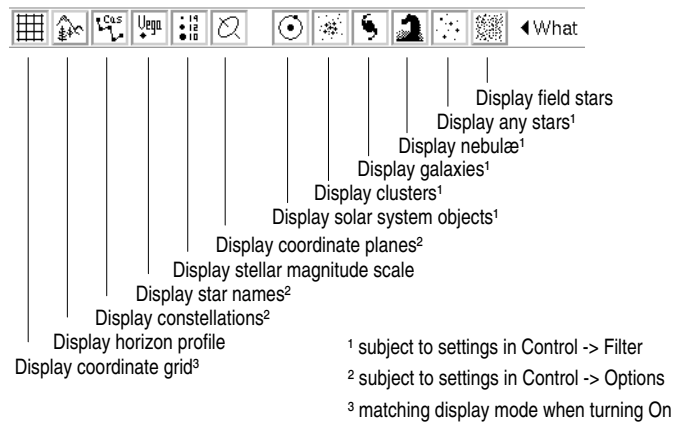 Cas Vega 14 12 10 What
Display field stars
Display any stars¹
Display nebulæ¹
Display galaxies¹
Display clusters¹
Display solar system objects¹
Display coordinate planes²
Display stellar magnitude scale
Display star names²
Display constellations²
Display horizon profile
Display coordinate grid³
¹ subject to settings in Control -> Filter
² subject to settings in Control -> Options
³ matching display mode when turning On